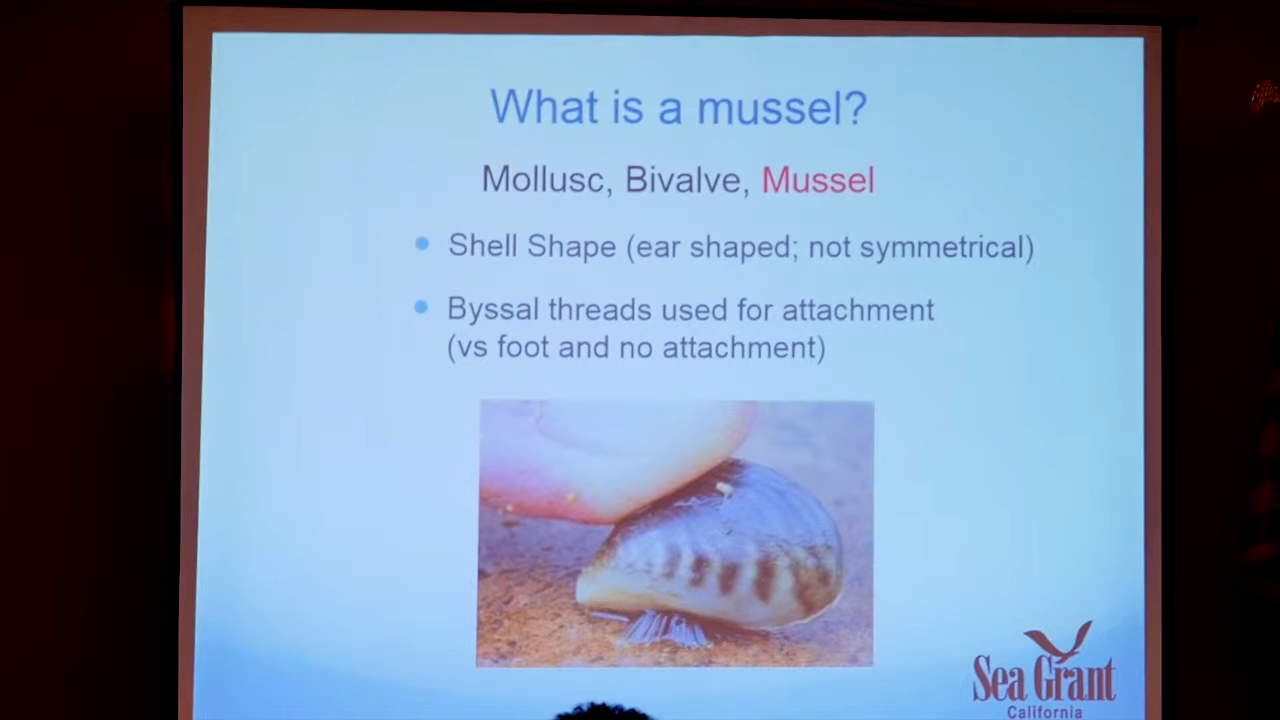 What is a mussel?
Mollusc, Bivalve, Mussel
Shell Shape (ear shaped; not symmetrical)
Byssal threads used for attachment
(vs foot and no attachment)
Sea Grant
California